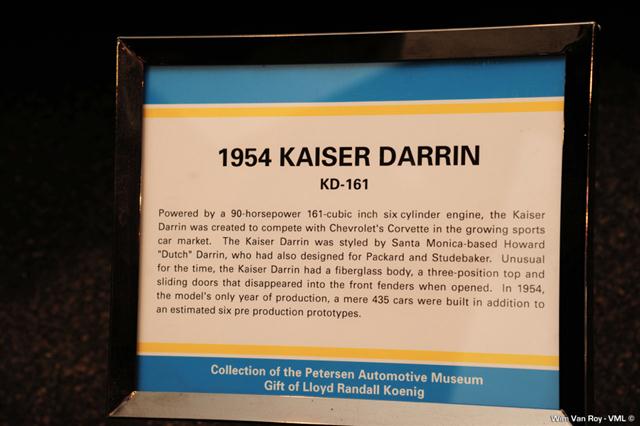 1954 KAISER DARRIN
KD-161
Powered by a 90-horsepower 161-cubic inch six cylinder engine, the Kaiser
Darrin was created to compete with Chevrolet's Corvette in the growing sports
car market. The Kaiser Darrin was styled by Santa Monica-based Howard
"Dutch" Darrin, who had also designed for Packard and Studebaker. Unusual
for the time, the Kaiser Darrin had a fiberglass body, a three-position top and
sliding doors that disappeared into the front fenders when opened. In 1954,
the model's only year of production, a mere 435 cars were built in addition to
an estimated six pre production prototypes.
Collection of the Petersen Automotive Museum
Gift of Lloyd Randall Koenig
Wim Van Roy - VML ©